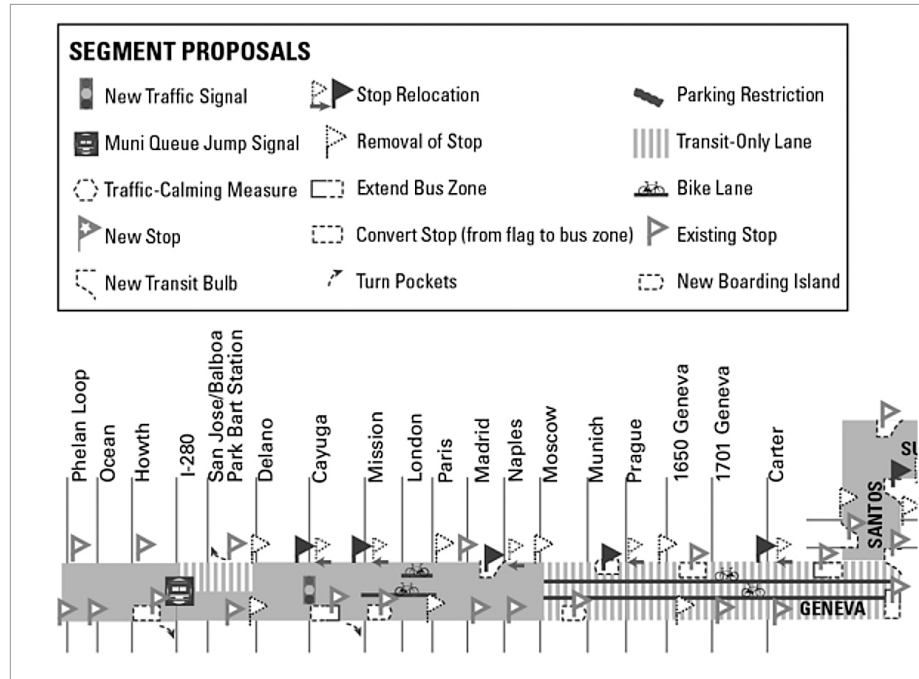 SEGMENT PROPOSALS
New Traffic Signal
Stop Relocation
Parking Restriction
Muni Queue Jump Signal
Removal of Stop
Transit-Only Lane
Traffic-Calming Measure
Extend Bus Zone
Bike Lane
New Stop
Convert Stop (from flag to bus zone)
Existing Stop
New Transit Bulb
Turn Pockets
New Boarding Island
Phelan Loop
Ocean
Howth
I-280
San Jose/Balboa
Park Bart Station
Delano
Cayuga
Mission
London
Paris
Madrid
Naples
Moscow
Munich
Prague
1650 Geneva
1701 Geneva
Carter
SU
SANTOS
GENEVA